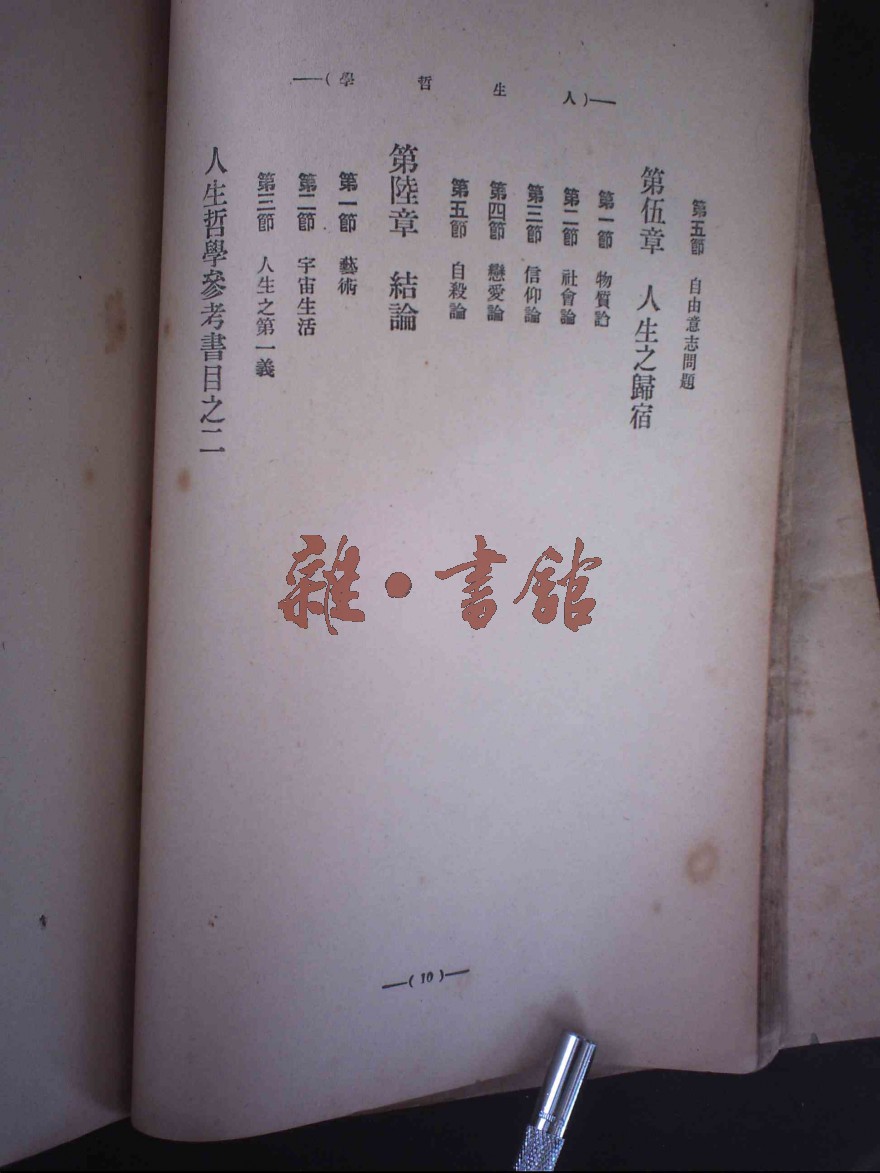 —(人生哲學)—
第五節 自由意志問題
第伍章 人生之歸宿
第一節 物質論
第二節 社會論
第三節 信仰論
第四節 戀愛論
第五節 自殺論
第陸章 結論
第一節 藝術
第二節 宇宙生活
第三節 人生之第一義
人生哲學參考書目之二
—(10)—
雜·書館